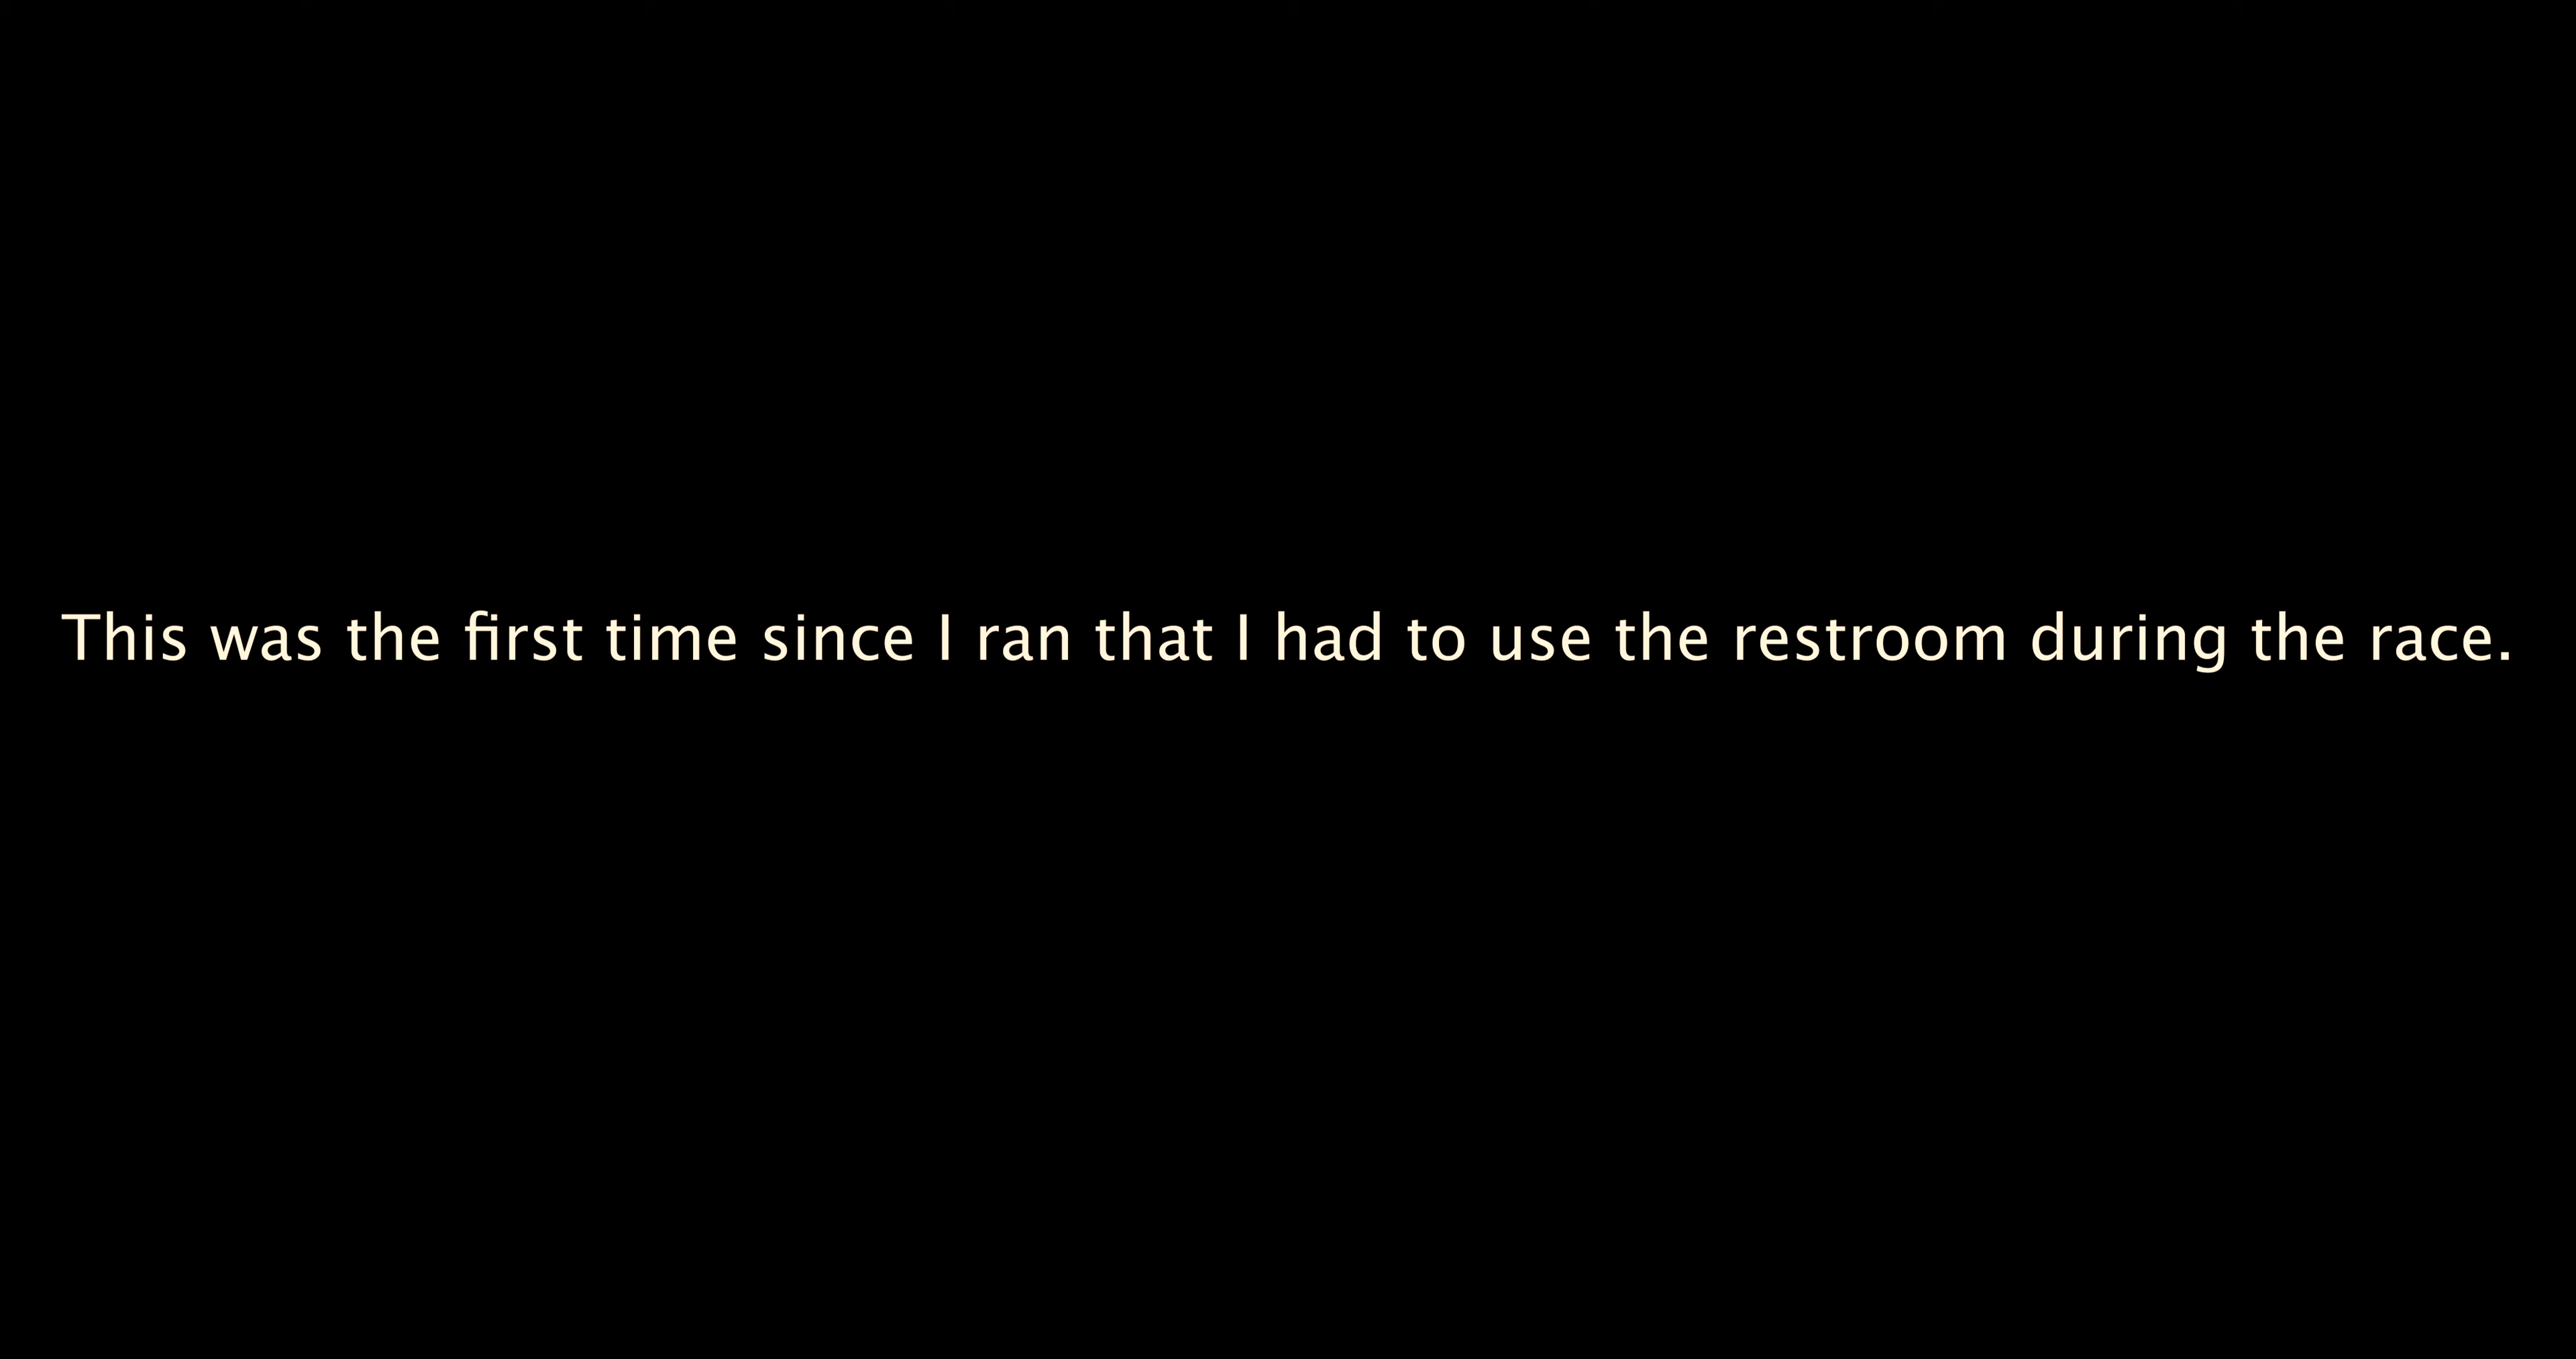 This was the first time since I ran that I had to use the restroom during the race.